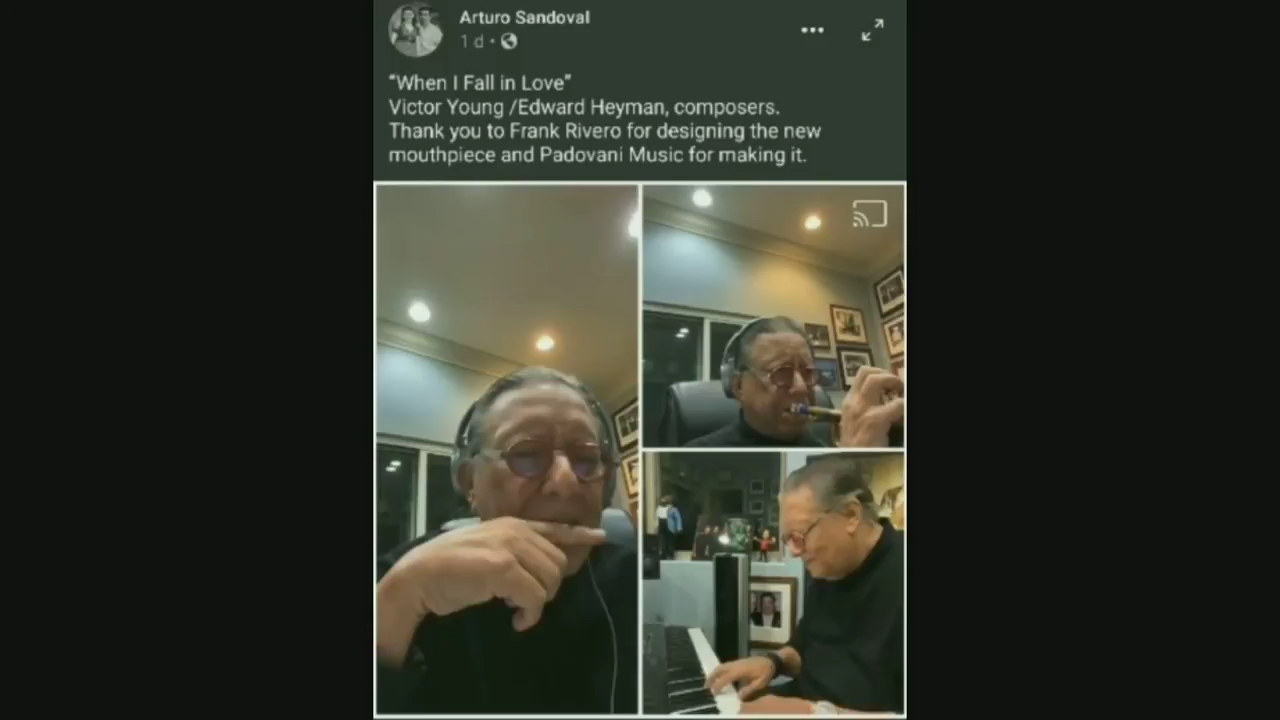 Arturo Sandoval
1 d •
“When I Fall in Love”
Victor Young /Edward Heyman, composers.
Thank you to Frank Rivero for designing the new
mouthpiece and Padovani Music for making it.